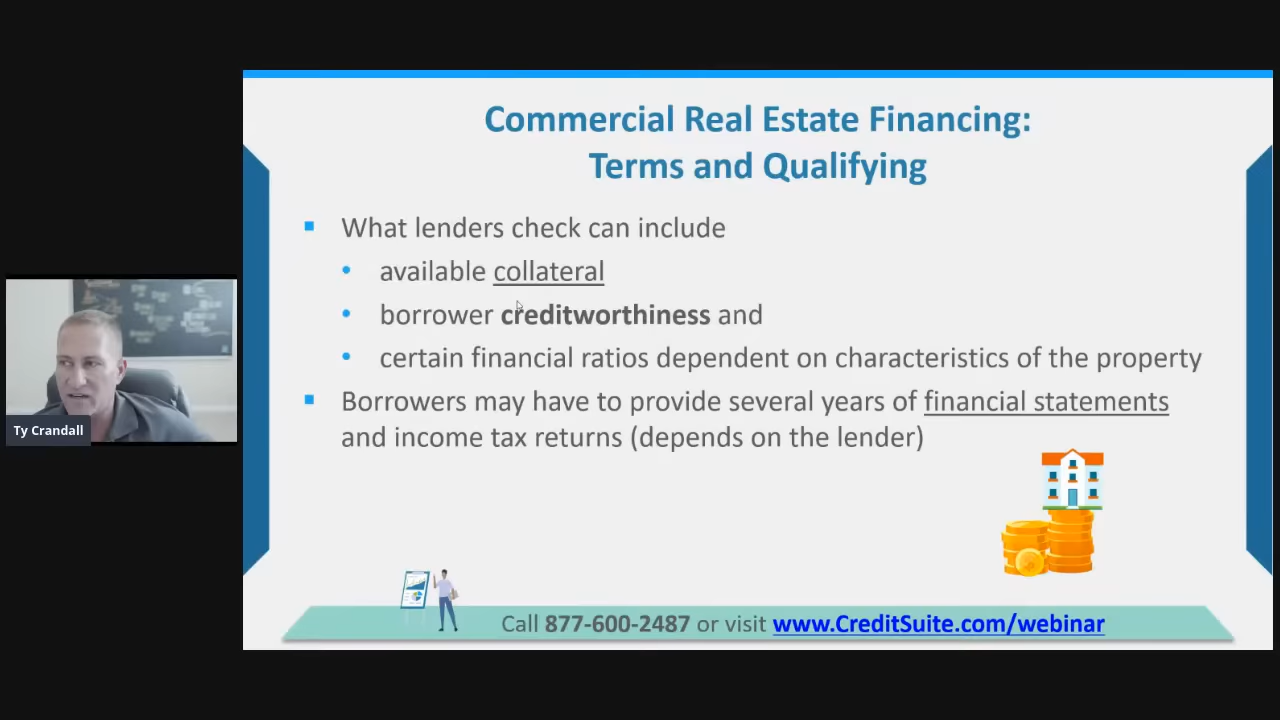 Commercial Real Estate Financing:
Terms and Qualifying
What lenders check can include
available collateral
borrower creditworthiness and
certain financial ratios dependent on characteristics of the property
Borrowers may have to provide several years of financial statements
and income tax returns (depends on the lender)
Ty Crandall
Call 877-600-2487 or visit www.CreditSuite.com/webinar